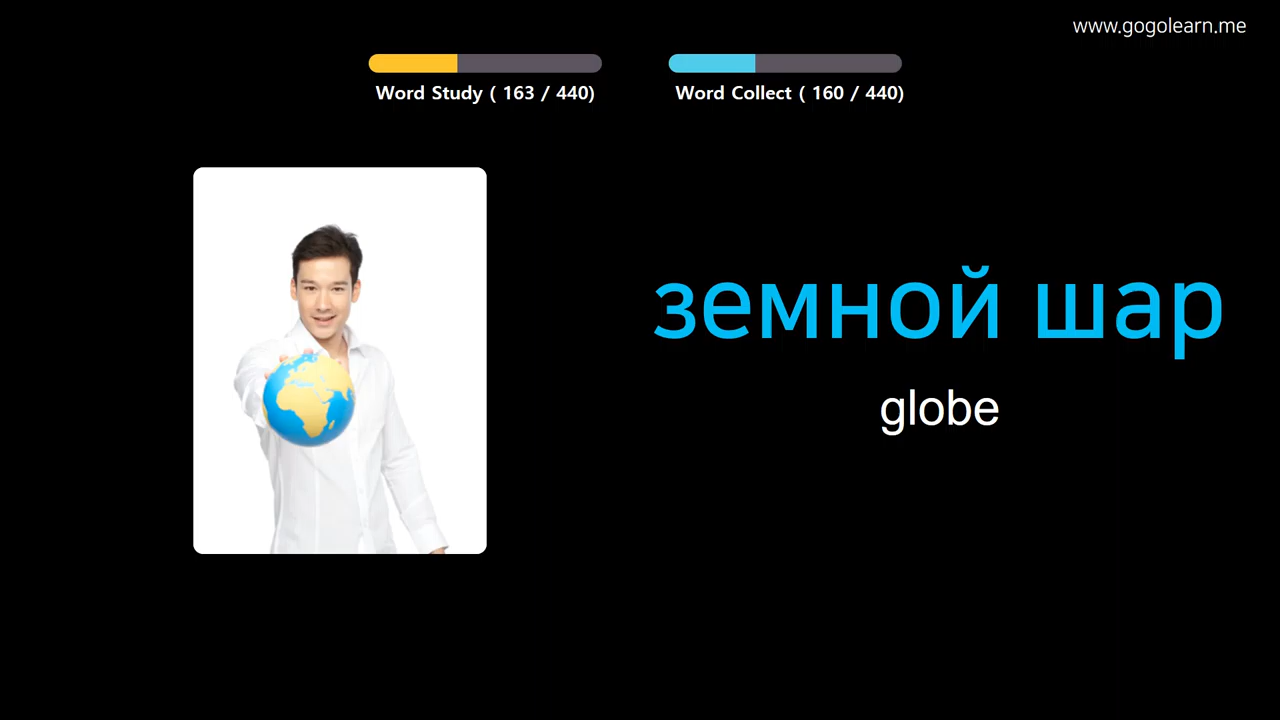 www.gogolearn.me
Word Study ( 163 / 440)
Word Collect ( 160 / 440)
земной шар
globe